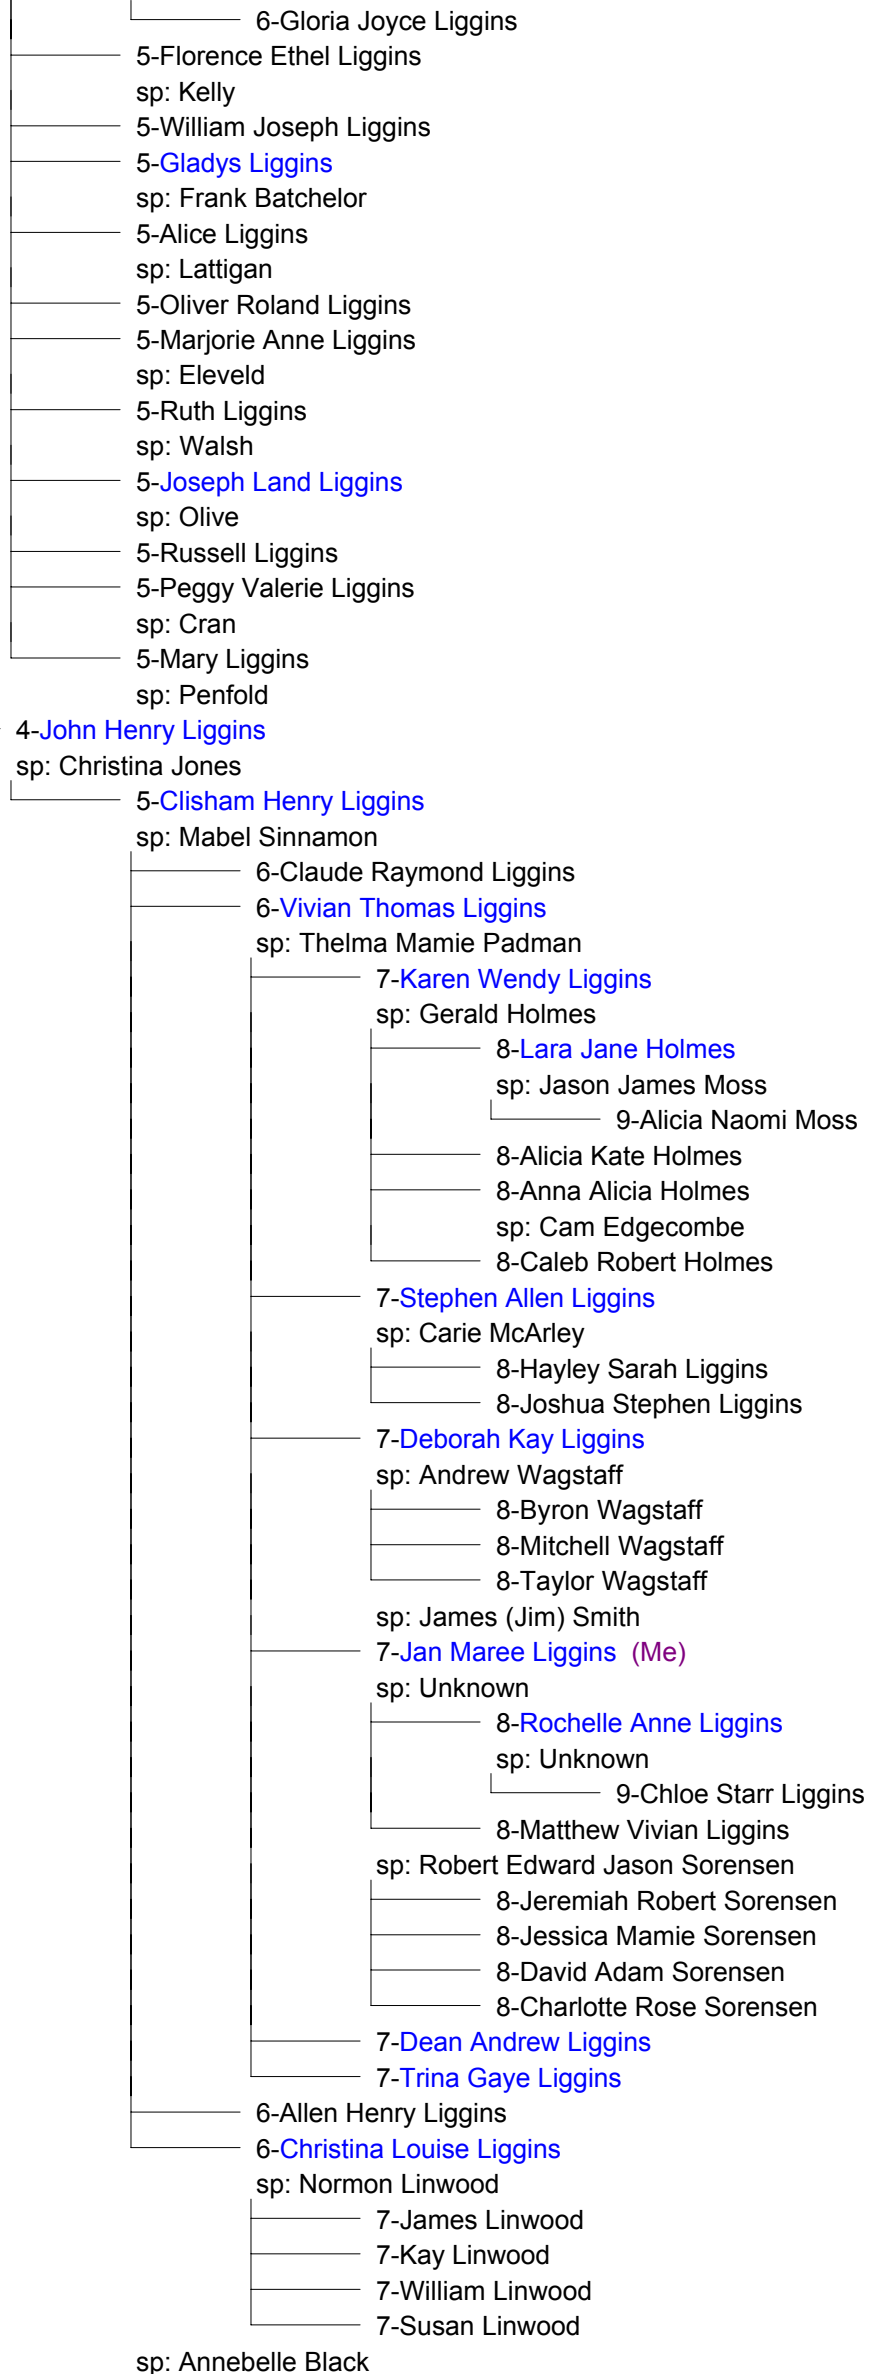 6-Gloria Joyce Liggins
5-Florence Ethel Liggins
sp: Kelly
5-William Joseph Liggins
5-Gladys Liggins
sp: Frank Batchelor
5-Alice Liggins
sp: Lattigan
5-Oliver Roland Liggins
5-Marjorie Anne Liggins
sp: Eleveld
5-Ruth Liggins
sp: Walsh
5-Joseph Land Liggins
sp: Olive
5-Russell Liggins
5-Peggy Valerie Liggins
sp: Cran
5-Mary Liggins
sp: Penfold
4-John Henry Liggins
sp: Christina Jones
5-Clisham Henry Liggins
sp: Mabel Sinnamon
6-Claude Raymond Liggins
6-Vivian Thomas Liggins
sp: Thelma Mamie Padman
7-Karen Wendy Liggins
sp: Gerald Holmes
8-Lara Jane Holmes
sp: Jason James Moss
9-Alicia Naomi Moss
8-Alicia Kate Holmes
8-Anna Alicia Holmes
sp: Cam Edgecombe
8-Caleb Robert Holmes
7-Stephen Allen Liggins
sp: Carie McArley
8-Hayley Sarah Liggins
8-Joshua Stephen Liggins
7-Deborah Kay Liggins
sp: Andrew Wagstaff
8-Byron Wagstaff
8-Mitchell Wagstaff
8-Taylor Wagstaff
sp: James (Jim) Smith
7-Jan Maree Liggins (Me)
sp: Unknown
8-Rochelle Anne Liggins
sp: Unknown
9-Chloe Starr Liggins
8-Matthew Vivian Liggins
sp: Robert Edward Jason Sorensen
8-Jeremiah Robert Sorensen
8-Jessica Mamie Sorensen
8-David Adam Sorensen
8-Charlotte Rose Sorensen
7-Dean Andrew Liggins
7-Trina Gaye Liggins
6-Allen Henry Liggins
6-Christina Louise Liggins
sp: Normon Linwood
7-James Linwood
7-Kay Linwood
7-William Linwood
7-Susan Linwood
sp: Annebelle Black